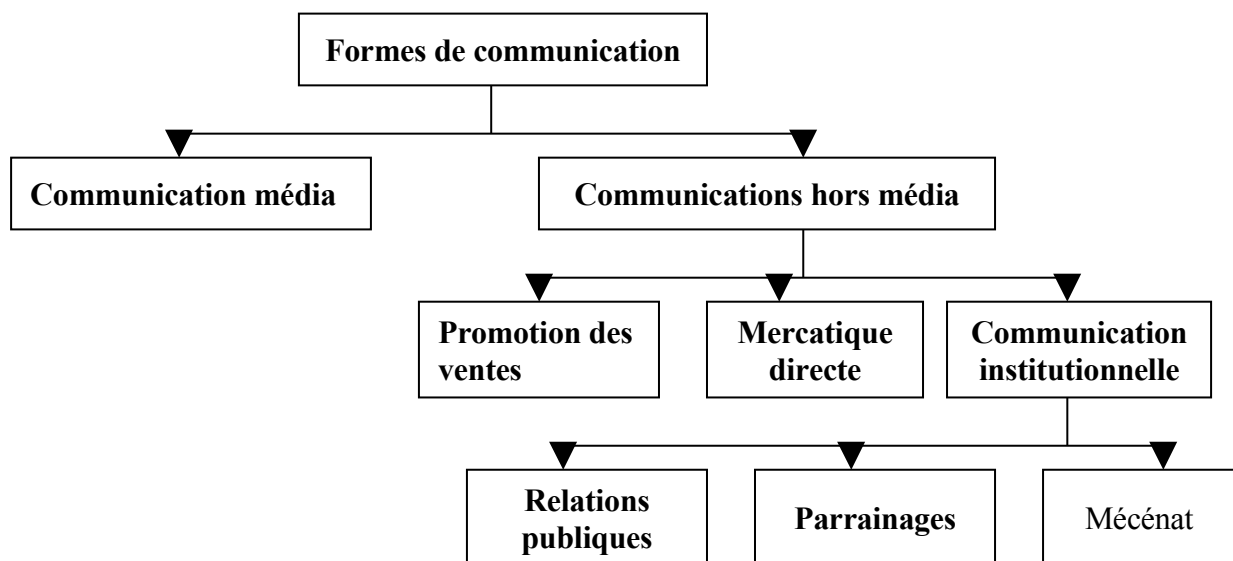 Formes de communication
Communication média
Communications hors média
Promotion des
ventes
Mercatique
directe
Communication
institutionnelle
Relations
publiques
Parrainages
Mécénat